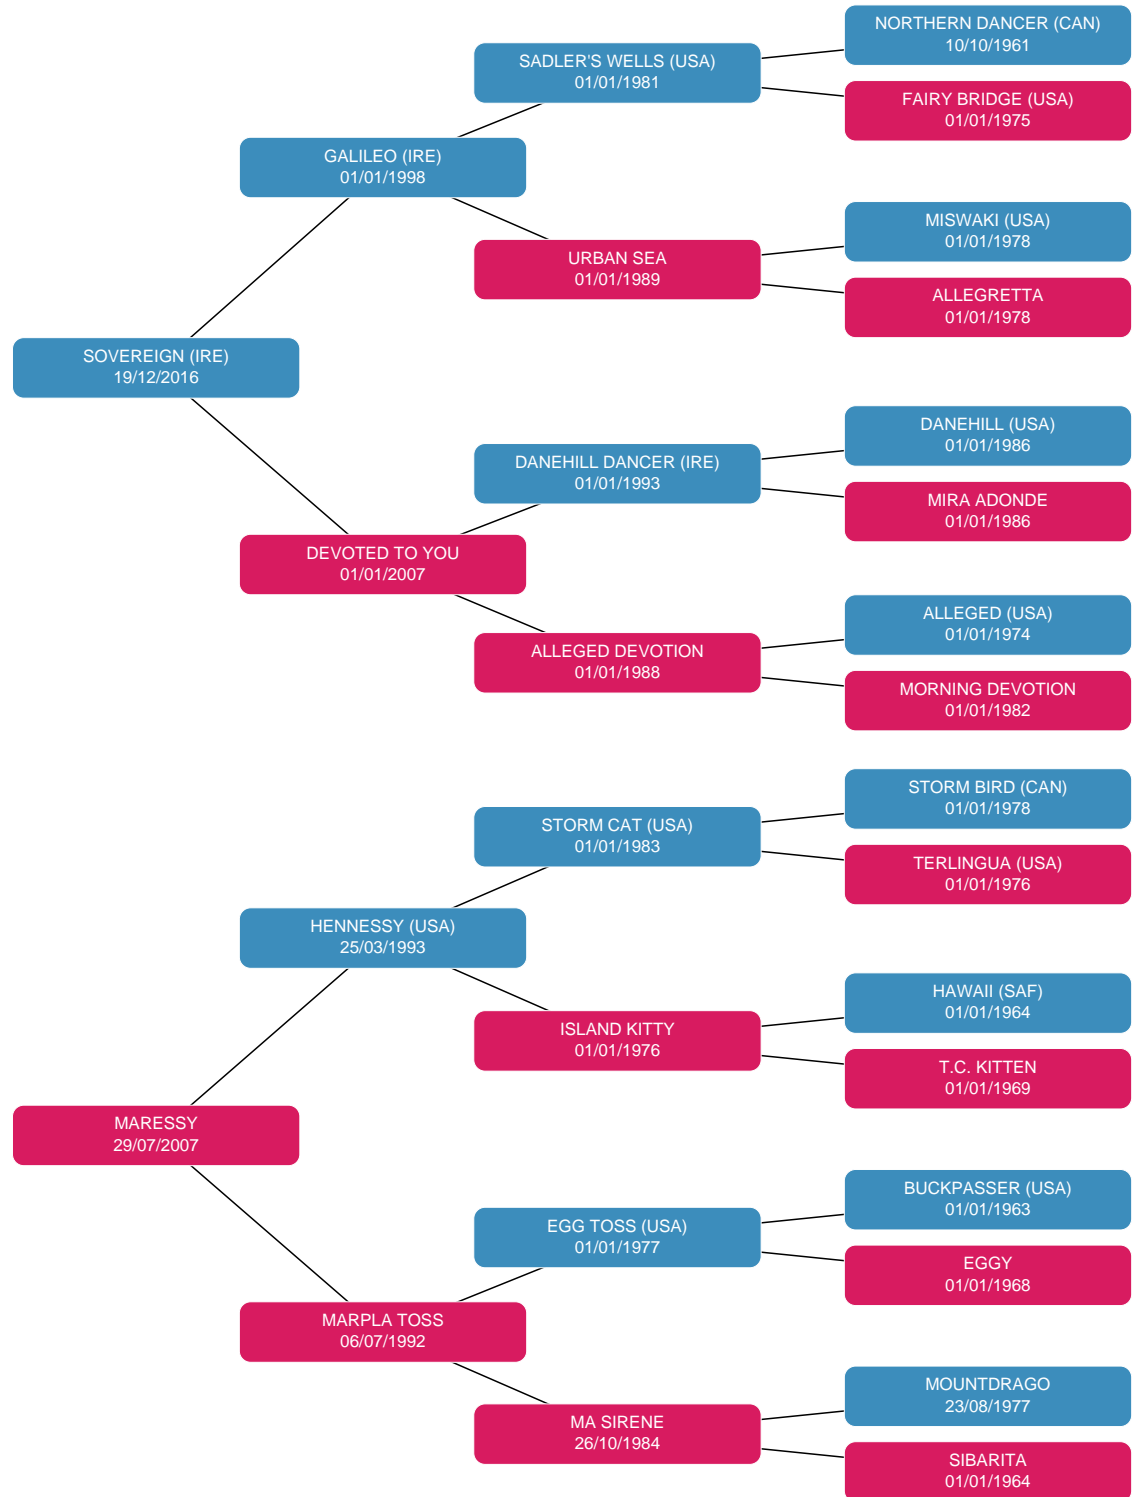 NORTHERN DANCER (CAN)
10/10/1961
SADLER'S WELLS (USA)
01/01/1981
FAIRY BRIDGE (USA)
01/01/1975
GALILEO (IRE)
01/01/1998
MISWAKI (USA)
01/01/1978
URBAN SEA
01/01/1989
ALLEGRETTA
01/01/1978
SOVEREIGN (IRE)
19/12/2016
DANEHILL (USA)
01/01/1986
DANEHILL DANCER (IRE)
01/01/1993
MIRA ADONDE
01/01/1986
DEVOTED TO YOU
01/01/2007
ALLEGED (USA)
01/01/1974
ALLEGED DEVOTION
01/01/1988
MORNING DEVOTION
01/01/1982
STORM BIRD (CAN)
01/01/1978
STORM CAT (USA)
01/01/1983
TERLINGUA (USA)
01/01/1976
HENNESSY (USA)
25/03/1993
HAWAII (SAF)
01/01/1964
ISLAND KITTY
01/01/1976
T.C. KITTEN
01/01/1969
MARESSY
29/07/2007
BUCKPASSER (USA)
01/01/1963
EGG TOSS (USA)
01/01/1977
EGGY
01/01/1968
MARPLA TOSS
06/07/1992
MOUNTDRAGO
23/08/1977
MA SIRENE
26/10/1984
SIBARITA
01/01/1964